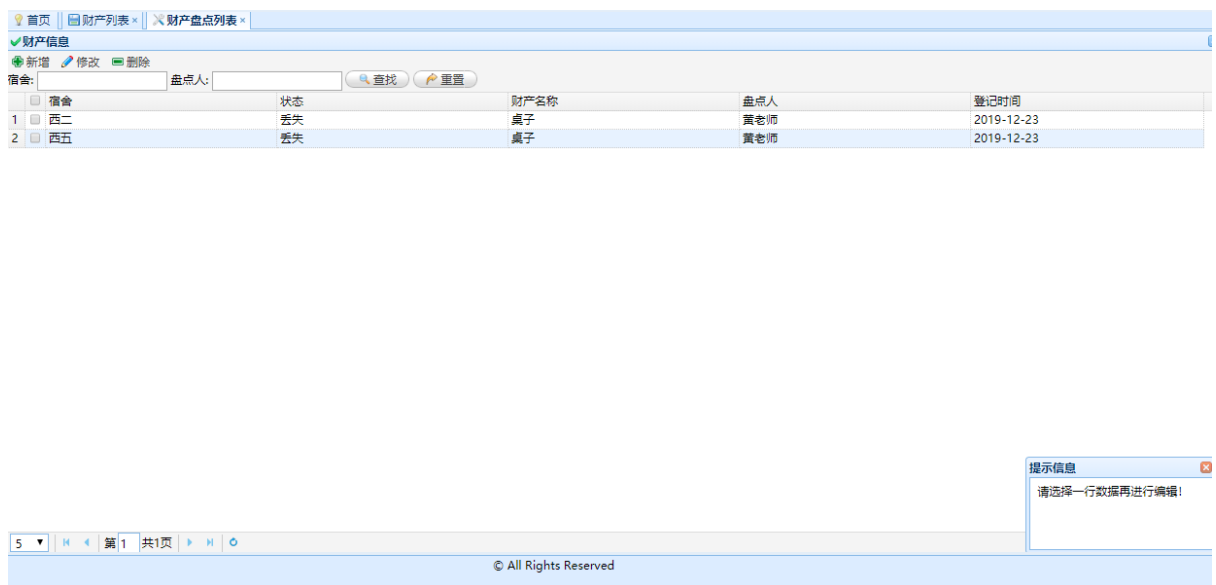 首页 财产列表 财产盘点列表
财产信息
新增 修改 删除
宿舍: 盘点人: 查找 重置
宿舍 状态 财产名称 盘点人 登记时间
1 西二 丢失 桌子 黄老师 2019-12-23
2 西五 丢失 桌子 黄老师 2019-12-23
提示信息
请选择一行数据再进行编辑!
5 第 1 共1页
© All Rights Reserved